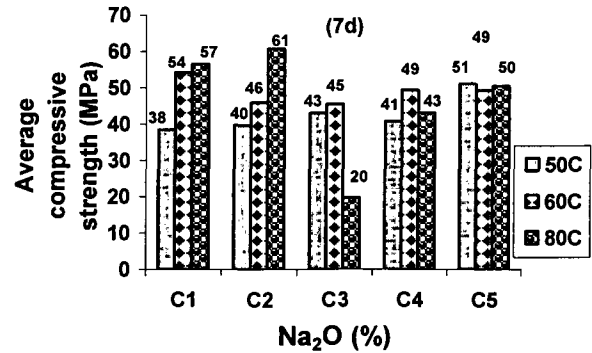 (7d)
Average compressive strength (MPa)
70
60
50
40
30
20
10
0
38
54
57
40
46
61
43
45
20
41
49
43
51
49
50
C1
C2
C3
C4
C5
Na₂O (%)
50C
60C
80C